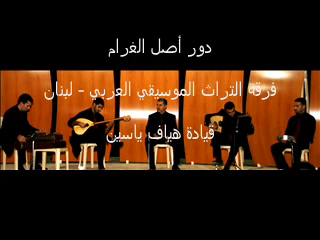 دور أصل الغرام
فرقة التراث الموسيقي العربي - لبنان
قيادة هياف ياسين